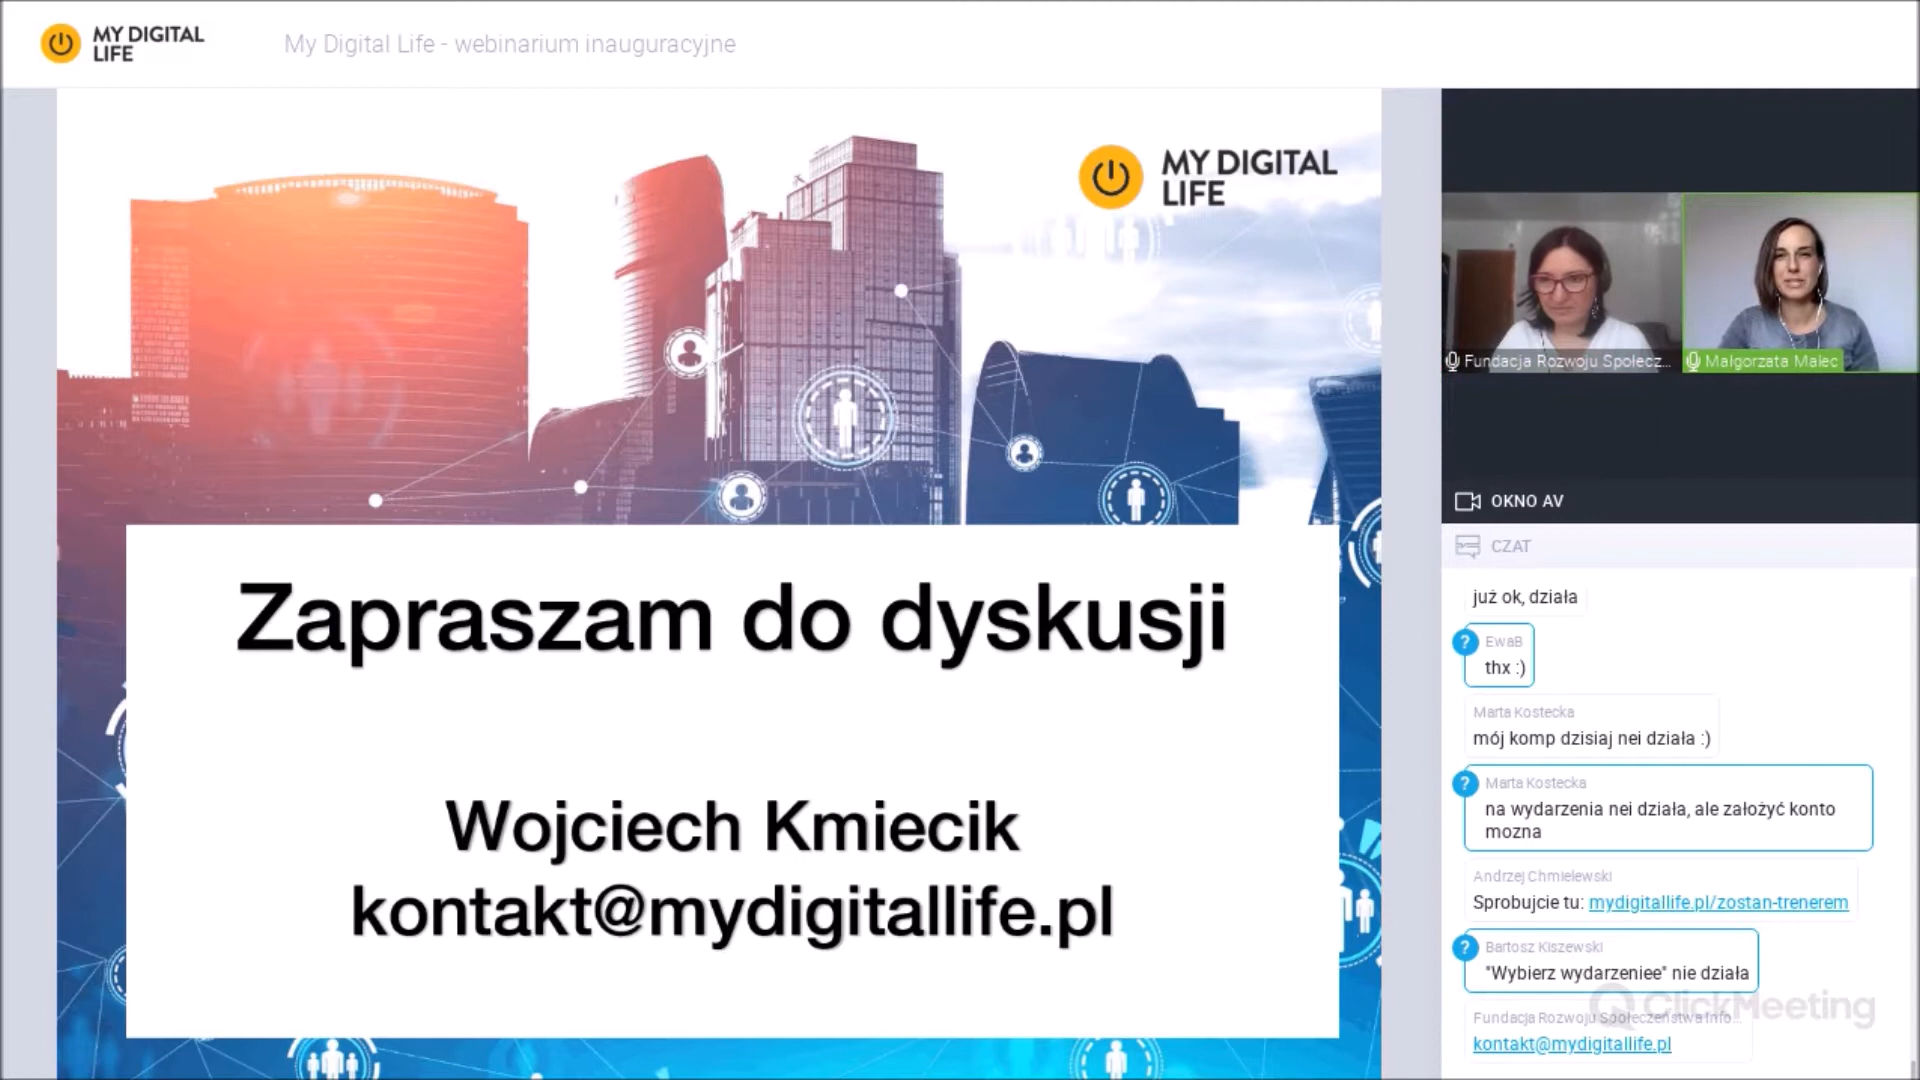 MY DIGITAL
LIFE
My Digital Life - webinarium inauguracyjne
MY DIGITAL
LIFE
Zapraszam do dyskusji
Wojciech Kmiecik
kontakt@mydigitallife.pl
Fundacja Rozwoju Społecz...
Małgorzata Malec
OKNO AV
CZAT
już ok, działa
? EwaB
thx :)
Marta Kostecka
mój komp dzisiaj nei działa :)
? Marta Kostecka
na wydarzenia nei działa, ale założyć konto
mozna
Andrzej Chmielewski
Sprobujcie tu: mydigitallife.pl/zostan-trenerem
? Bartosz Kiszewski
"Wybierz wydarzeniee" nie działa
ClickMeeting
Fundacja Rozwoju Społeczeństwa Info...
kontakt@mydigitallife.pl